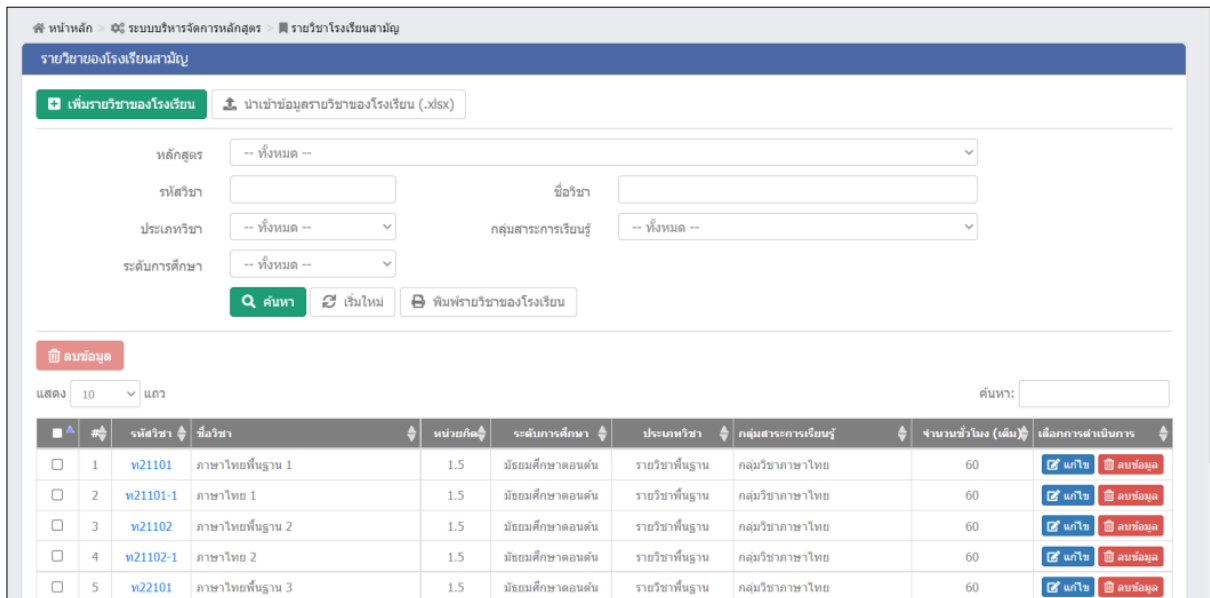 หน้าหลัก > ระบบบริหารจัดการหลักสูตร > รายวิชาโรงเรียนสามัญ
รายวิชาของโรงเรียนสามัญ
เพิ่มรายวิชาของโรงเรียน นำเข้าข้อมูลรายวิชาของโรงเรียน (.xlsx)
หลักสูตร -- ทั้งหมด --
รหัสวิชา ชื่อวิชา
ประเภทวิชา -- ทั้งหมด -- กลุ่มสาระการเรียนรู้ -- ทั้งหมด --
ระดับการศึกษา -- ทั้งหมด --
ค้นหา เริ่มใหม่ พิมพ์รายวิชาของโรงเรียน
ลบข้อมูล
แสดง 10 แถว ค้นหา:
# รหัสวิชา ชื่อวิชา หน่วยกิต ระดับการศึกษา ประเภทวิชา กลุ่มสาระการเรียนรู้ จำนวนชั่วโมง (เต็ม) เลือกการดำเนินการ
1 ท21101 ภาษาไทยพื้นฐาน 1 1.5 มัธยมศึกษาตอนต้น รายวิชาพื้นฐาน กลุ่มวิชาภาษาไทย 60 แก้ไข ลบข้อมูล
2 ท21101-1 ภาษาไทย 1 1.5 มัธยมศึกษาตอนต้น รายวิชาพื้นฐาน กลุ่มวิชาภาษาไทย 60 แก้ไข ลบข้อมูล
3 ท21102 ภาษาไทยพื้นฐาน 2 1.5 มัธยมศึกษาตอนต้น รายวิชาพื้นฐาน กลุ่มวิชาภาษาไทย 60 แก้ไข ลบข้อมูล
4 ท21102-1 ภาษาไทย 2 1.5 มัธยมศึกษาตอนต้น รายวิชาพื้นฐาน กลุ่มวิชาภาษาไทย 60 แก้ไข ลบข้อมูล
5 ท22101 ภาษาไทยพื้นฐาน 3 1.5 มัธยมศึกษาตอนต้น รายวิชาพื้นฐาน กลุ่มวิชาภาษาไทย 60 แก้ไข ลบข้อมูล